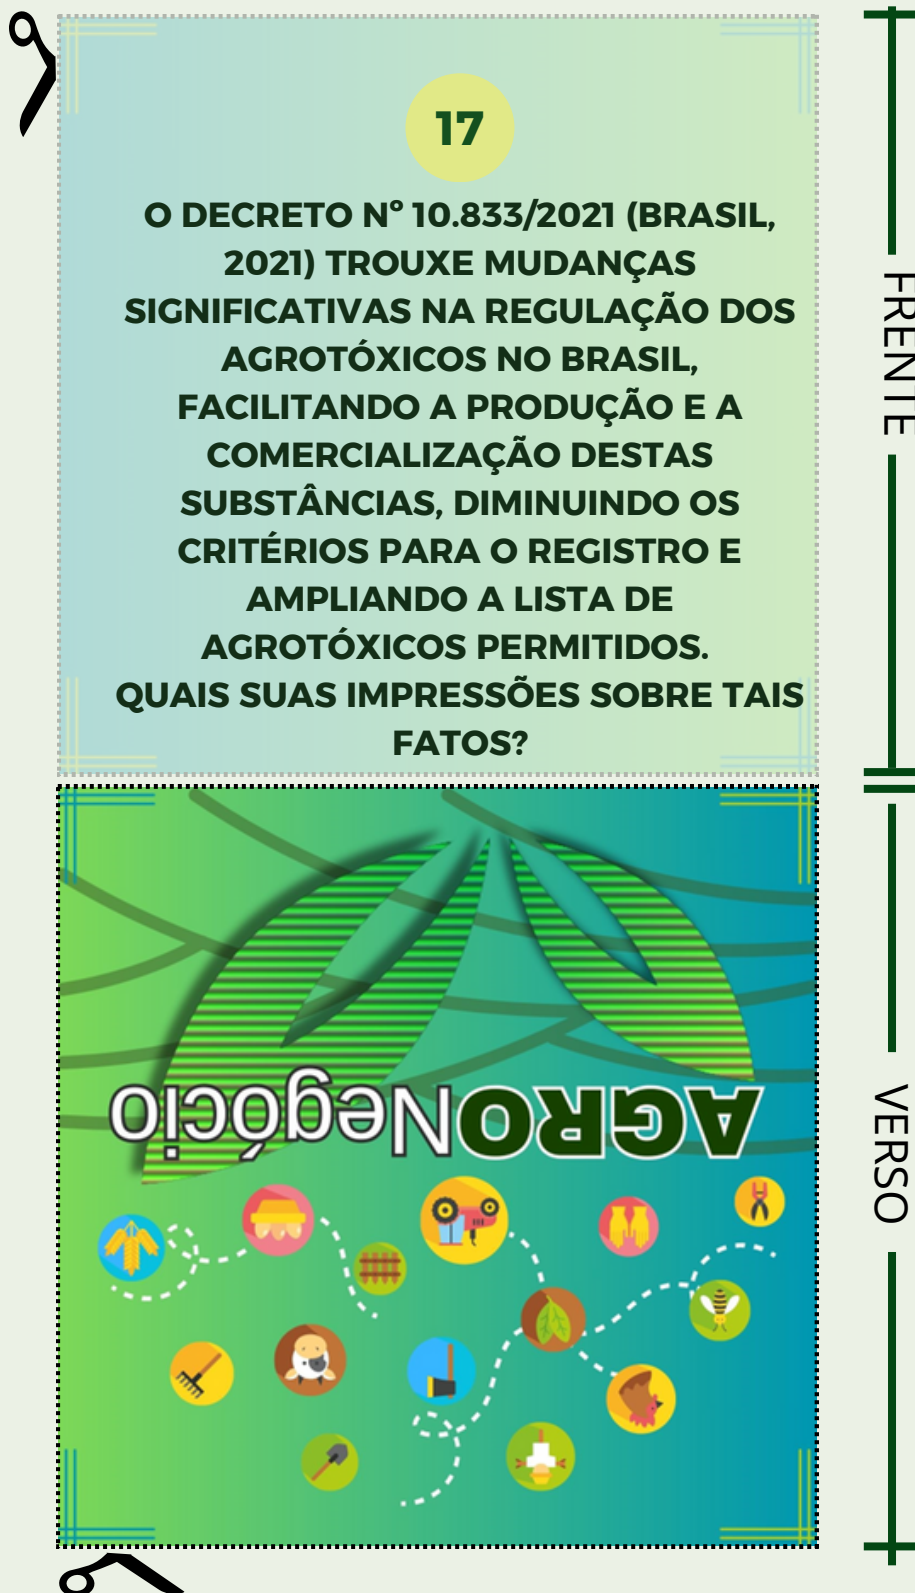 17
O DECRETO Nº 10.833/2021 (BRASIL,
2021) TROUXE MUDANÇAS
SIGNIFICATIVAS NA REGULAÇÃO DOS
AGROTÓXICOS NO BRASIL,
FACILITANDO A PRODUÇÃO E A
COMERCIALIZAÇÃO DESTAS
SUBSTÂNCIAS, DIMINUINDO OS
CRITÉRIOS PARA O REGISTRO E
AMPLIANDO A LISTA DE
AGROTÓXICOS PERMITIDOS.
QUAIS SUAS IMPRESSÕES SOBRE TAIS
FATOS?
FRENTE
AGRONegócio
VERSO